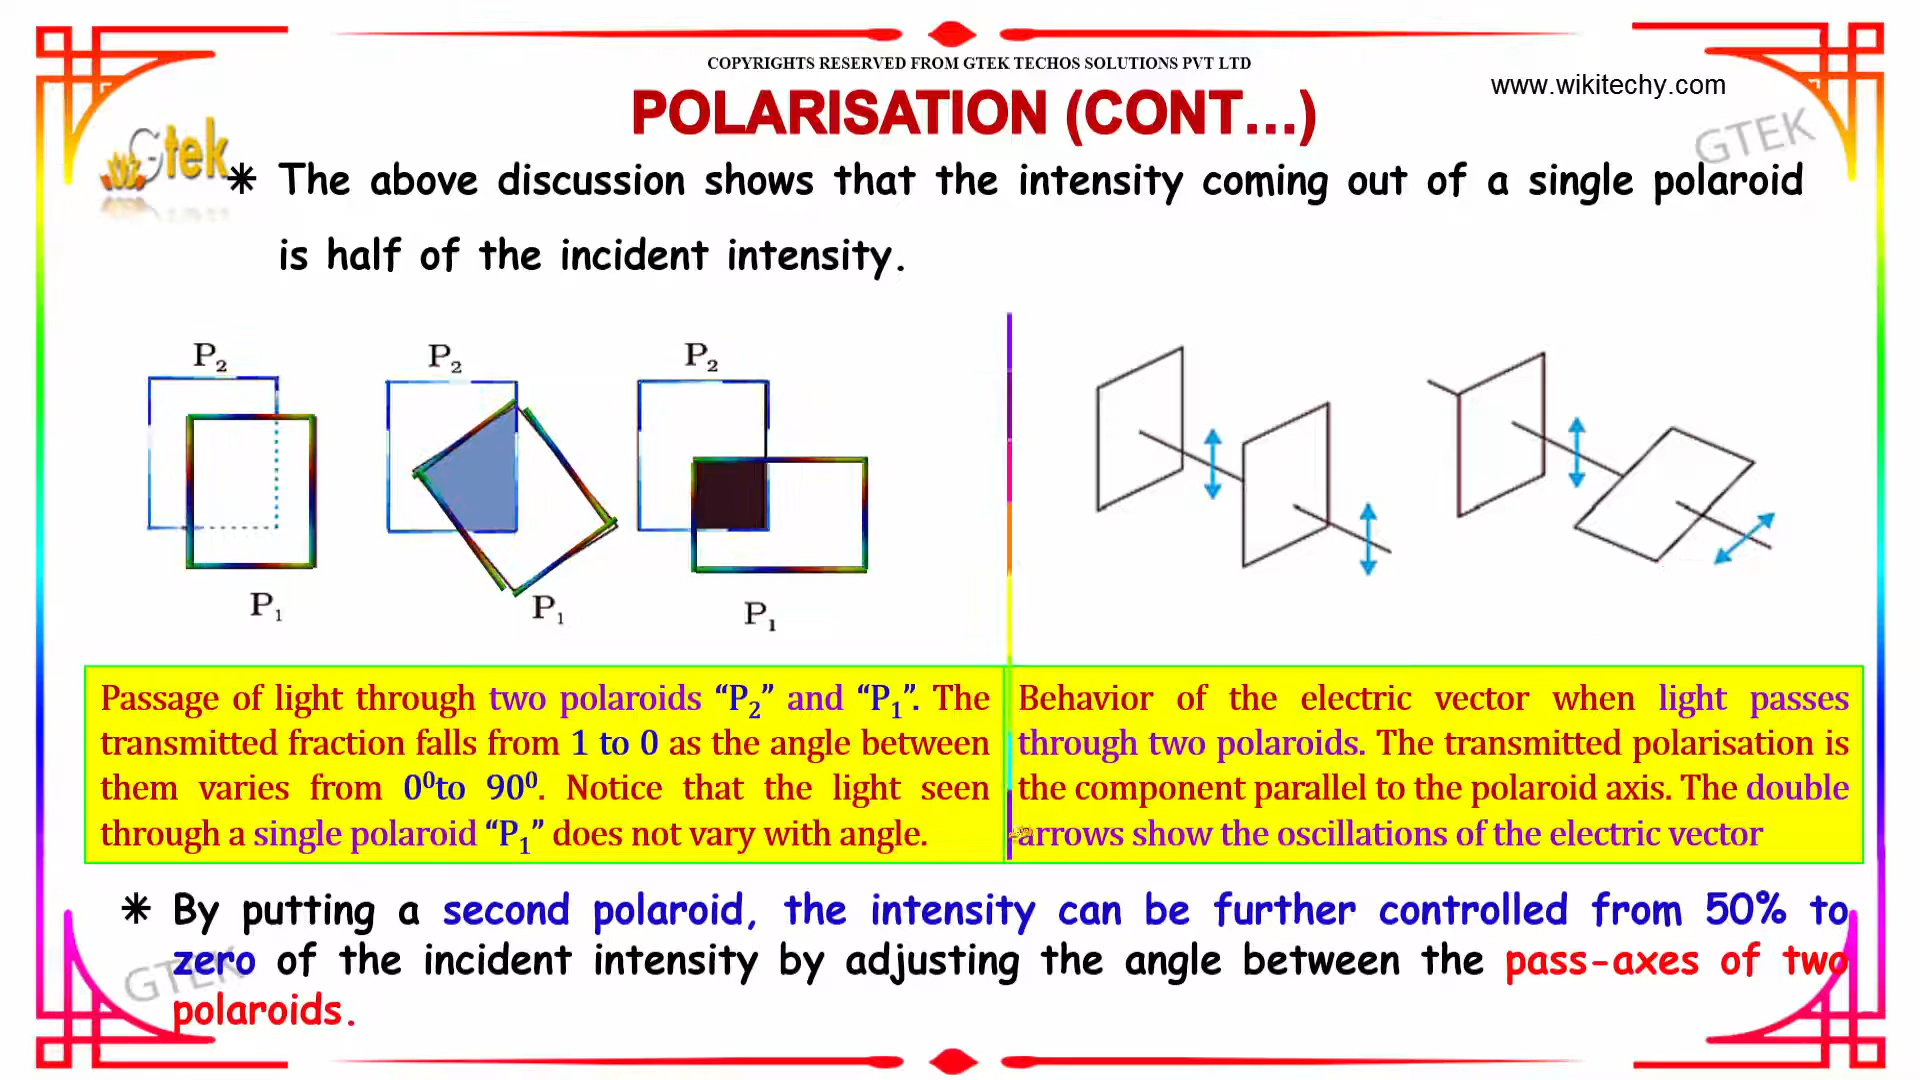 COPYRIGHTS RESERVED FROM GTEK TECHOS SOLUTIONS PVT LTD
www.wikitechy.com
POLARISATION (CONT...)
Gtek
GTEK
✳ The above discussion shows that the intensity coming out of a single polaroid
is half of the incident intensity.
P₂ P₂ P₂
P₁ P₁ P₁
Passage of light through two polaroids “P₂” and “P₁”. The
transmitted fraction falls from 1 to 0 as the angle between
them varies from 0⁰to 90⁰. Notice that the light seen
through a single polaroid “P₁” does not vary with angle.
Behavior of the electric vector when light passes
through two polaroids. The transmitted polarisation is
the component parallel to the polaroid axis. The double
arrows show the oscillations of the electric vector
✳ By putting a second polaroid, the intensity can be further controlled from 50% to
zero of the incident intensity by adjusting the angle between the pass-axes of two
polaroids.
GTEK